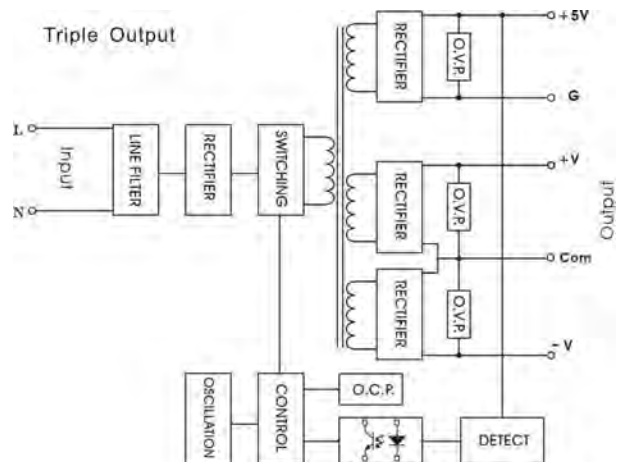 Triple Output
L
N
Input
LINE FILTER
RECTIFIER
SWITCHING
RECTIFIER
O.V.P.
+5V
G
RECTIFIER
O.V.P.
+V
Com
RECTIFIER
O.V.P.
-V
Output
OSCILLATION
CONTROL
O.C.P.
DETECT